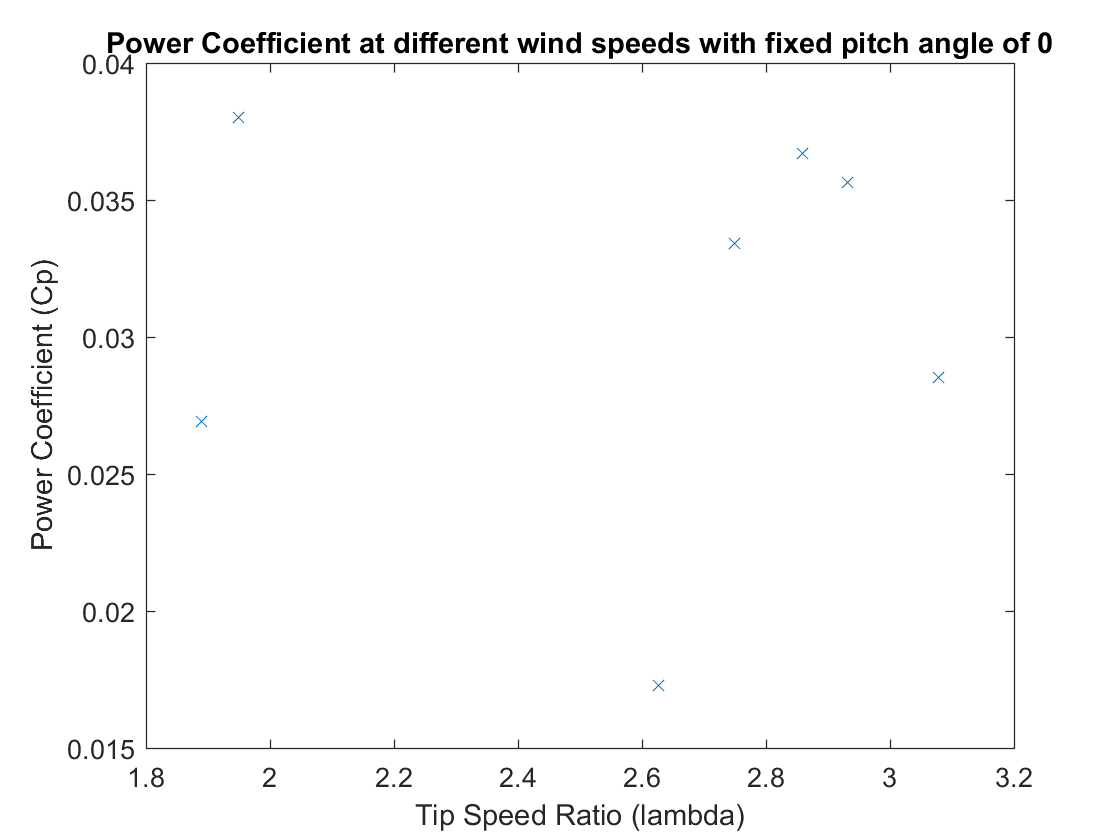 Power Coefficient at different wind speeds with fixed pitch angle of 0
0.04
0.035
0.03
0.025
0.02
0.015
1.8 2 2.2 2.4 2.6 2.8 3 3.2
Tip Speed Ratio (lambda)
Power Coefficient (Cp)